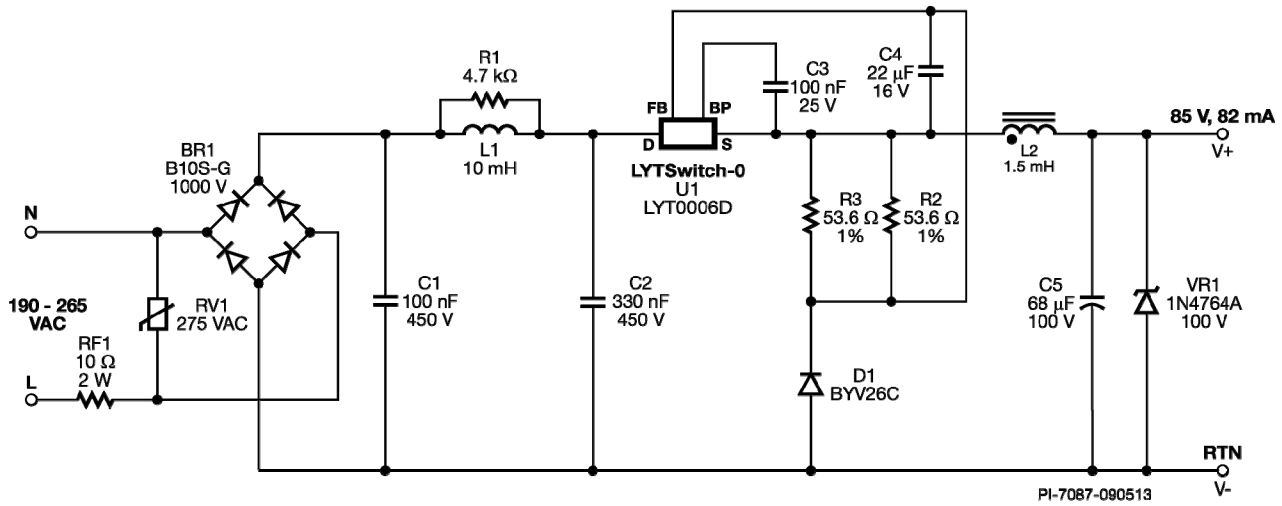 R1
4.7 kΩ
L1
10 mH
FB
BP
D
S
LYTSwitch-0
U1
LYT0006D
C3
100 nF
25 V
C4
22 μF
16 V
L2
1.5 mH
85 V, 82 mA
V+
BR1
B10S-G
1000 V
N
190 - 265
VAC
RV1
275 VAC
RF1
10 Ω
2 W
L
C1
100 nF
450 V
C2
330 nF
450 V
R3
53.6 Ω
1%
R2
53.6 Ω
1%
D1
BYV26C
C5
68 μF
100 V
VR1
1N4764A
100 V
RTN
V-
PI-7087-090513